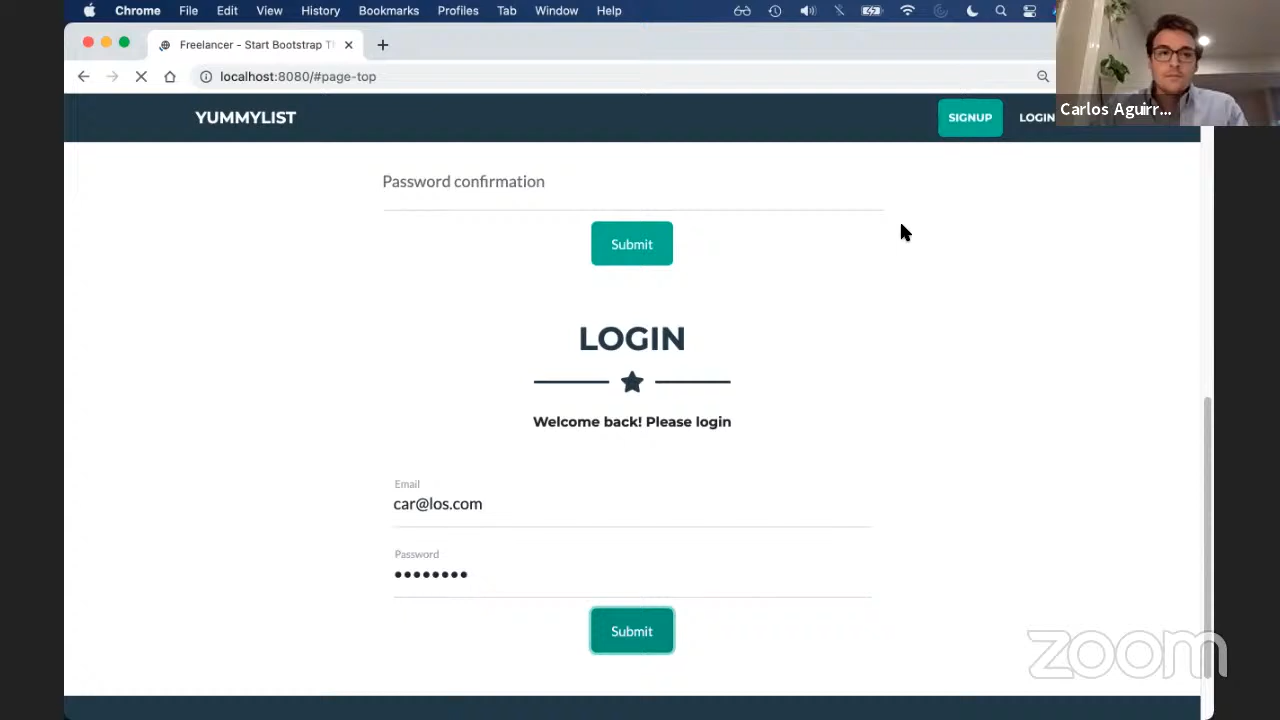 Chrome File Edit View History Bookmarks Profiles Tab Window Help
Freelancer - Start Bootstrap Th
localhost:8080/#page-top
Carlos Aguirr...
YUMMYLIST SIGNUP LOGIN
Password confirmation
Submit
LOGIN
Welcome back! Please login
Email
car@los.com
Password
••••••••
Submit
zoom